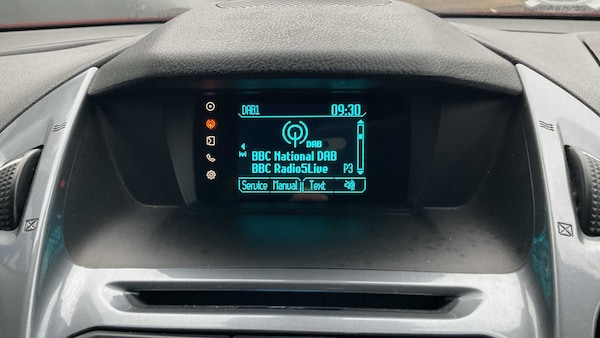 DAB1 09:30
DAB
BBC National DAB
BBC Radio5Live P3
Service Manual Text